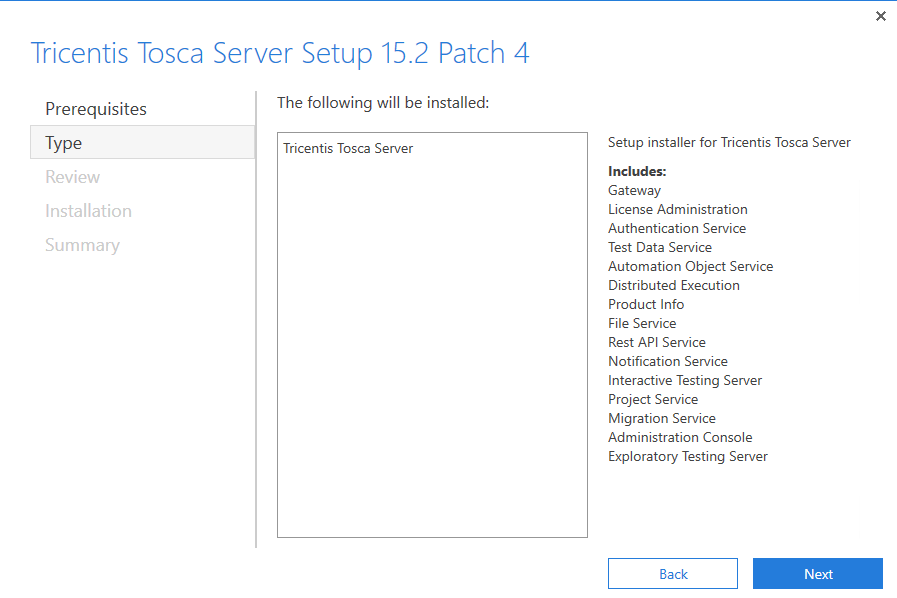 Tricentis Tosca Server Setup 15.2 Patch 4
Prerequisites
Type
Review
Installation
Summary
The following will be installed:
Tricentis Tosca Server
Setup installer for Tricentis Tosca Server
Includes:
Gateway
License Administration
Authentication Service
Test Data Service
Automation Object Service
Distributed Execution
Product Info
File Service
Rest API Service
Notification Service
Interactive Testing Server
Project Service
Migration Service
Administration Console
Exploratory Testing Server
Back
Next